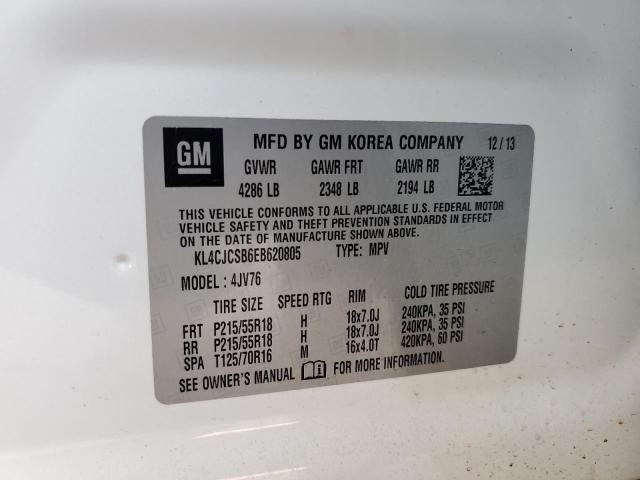 GM
MFD BY GM KOREA COMPANY 12/13
GVWR GAWR FRT GAWR RR
4286 LB 2348 LB 2194 LB
THIS VEHICLE CONFORMS TO ALL APPLICABLE U.S. FEDERAL MOTOR
VEHICLE SAFETY AND THEFT PREVENTION STANDARDS IN EFFECT
ON THE DATE OF MANUFACTURE SHOWN ABOVE.
KL4CJCSB6EB620805 TYPE: MPV
MODEL: 4JV76
TIRE SIZE SPEED RTG RIM COLD TIRE PRESSURE
FRT P215/55R18 H 18x7.0J 240KPA, 35 PSI
RR P215/55R18 H 18x7.0J 240KPA, 35 PSI
SPA T125/70R16 M 16x4.0T 420KPA, 60 PSI
SEE OWNER'S MANUAL FOR MORE INFORMATION.